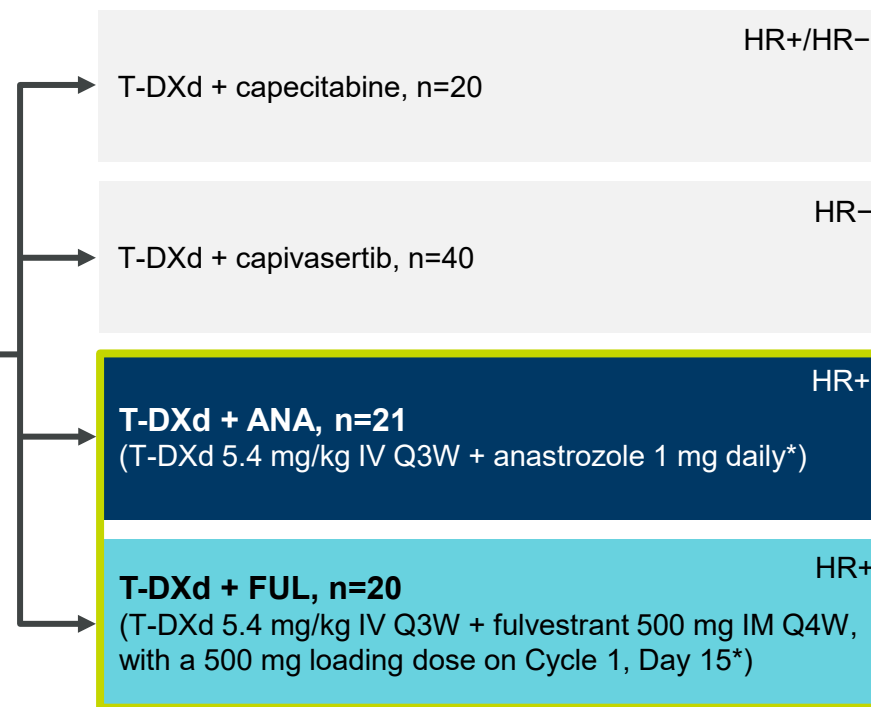 HR+/HR−
T-DXd + capecitabine, n=20
HR−
T-DXd + capivasertib, n=40
HR+
T-DXd + ANA, n=21
(T-DXd 5.4 mg/kg IV Q3W + anastrozole 1 mg daily*)
HR+
T-DXd + FUL, n=20
(T-DXd 5.4 mg/kg IV Q3W + fulvestrant 500 mg IM Q4W,
with a 500 mg loading dose on Cycle 1, Day 15*)